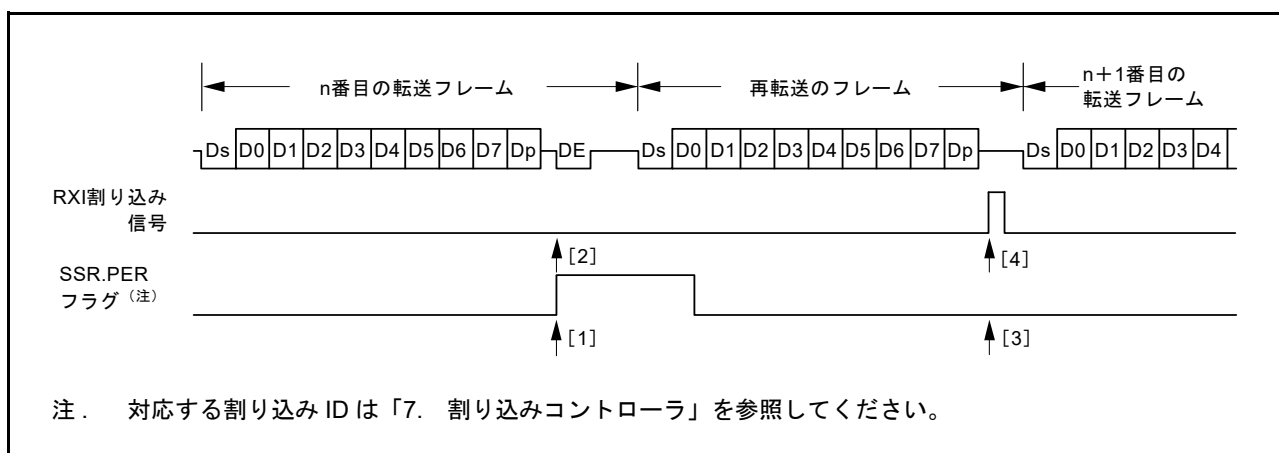 n番目の転送フレーム 再転送のフレーム n＋1番目の
転送フレーム
Ds D0 D1 D2 D3 D4 D5 D6 D7 Dp DE Ds D0 D1 D2 D3 D4 D5 D6 D7 Dp Ds D0 D1 D2 D3 D4
RXI割り込み
信号
[2] [4]
SSR.PER
フラグ（注）
[1] [3]
注． 対応する割り込み ID は「7. 割り込みコントローラ」を参照してください。